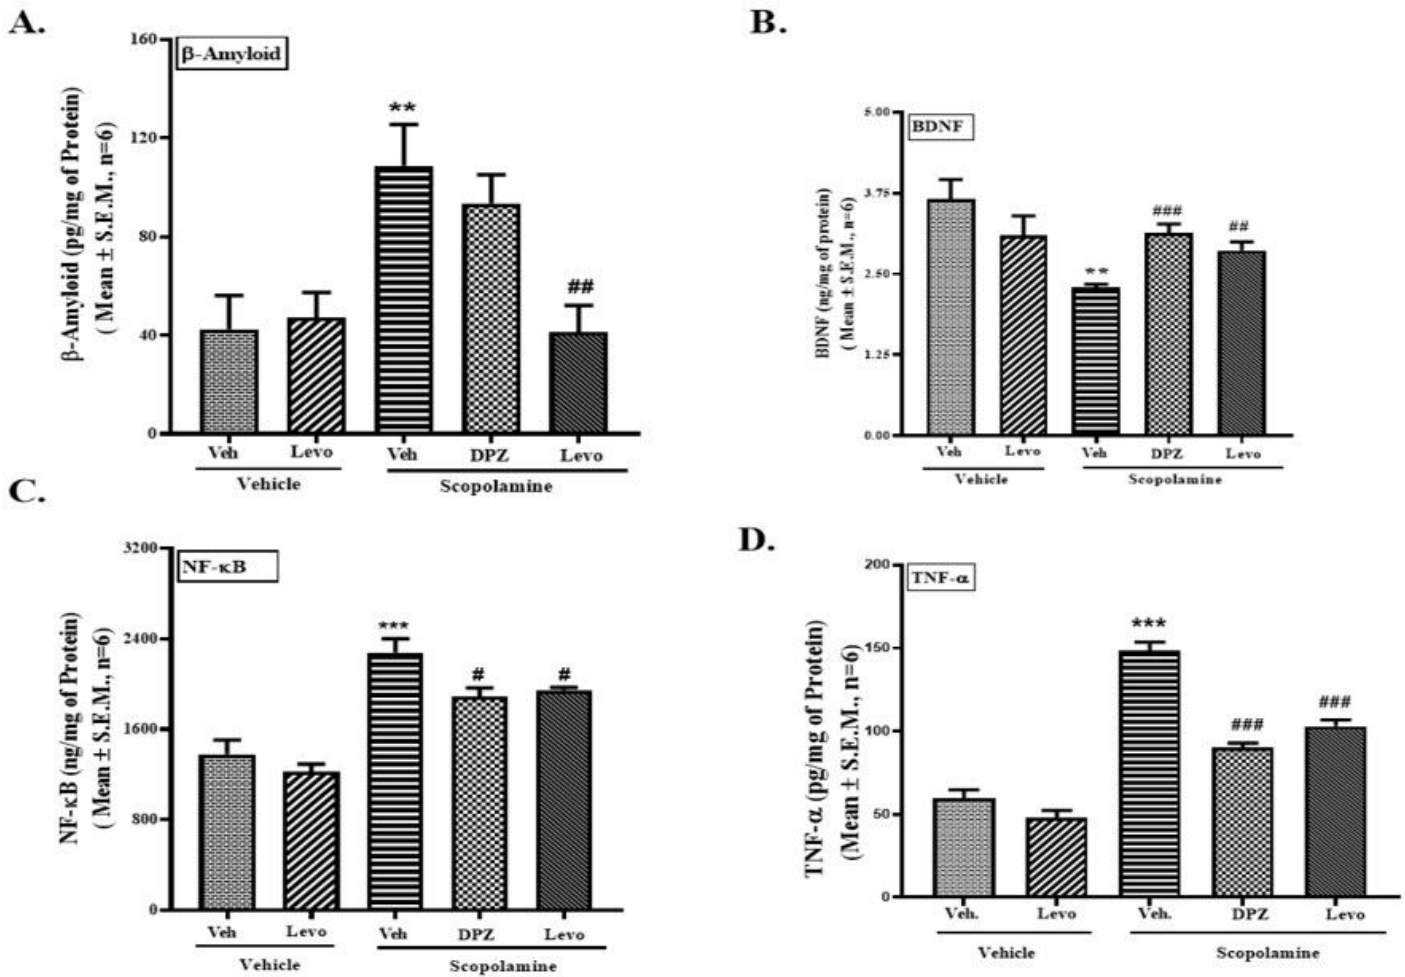 A.
β-Amyloid
β-Amyloid (pg/mg of Protein)
( Mean ± S.E.M., n=6)
160
120
80
40
0
**
##
Veh Levo Veh DPZ Levo
Vehicle Scopolamine
B.
BDNF
BDNF (ng/mg of protein)
( Mean ± S.E.M., n=6)
5.00
3.75
2.50
1.25
0.00
**
###
##
Veh Levo Veh DPZ Levo
Vehicle Scopolamine
C.
NF-κB
NF-κB (ng/mg of Protein)
( Mean ± S.E.M., n=6)
3200
2400
1600
800
0
***
#
#
Veh Levo Veh DPZ Levo
Vehicle Scopolamine
D.
TNF-α
TNF-α (pg/mg of Protein)
(Mean ± S.E.M., n=6)
200
150
100
50
0
***
###
###
Veh. Levo Veh. DPZ Levo
Vehicle Scopolamine